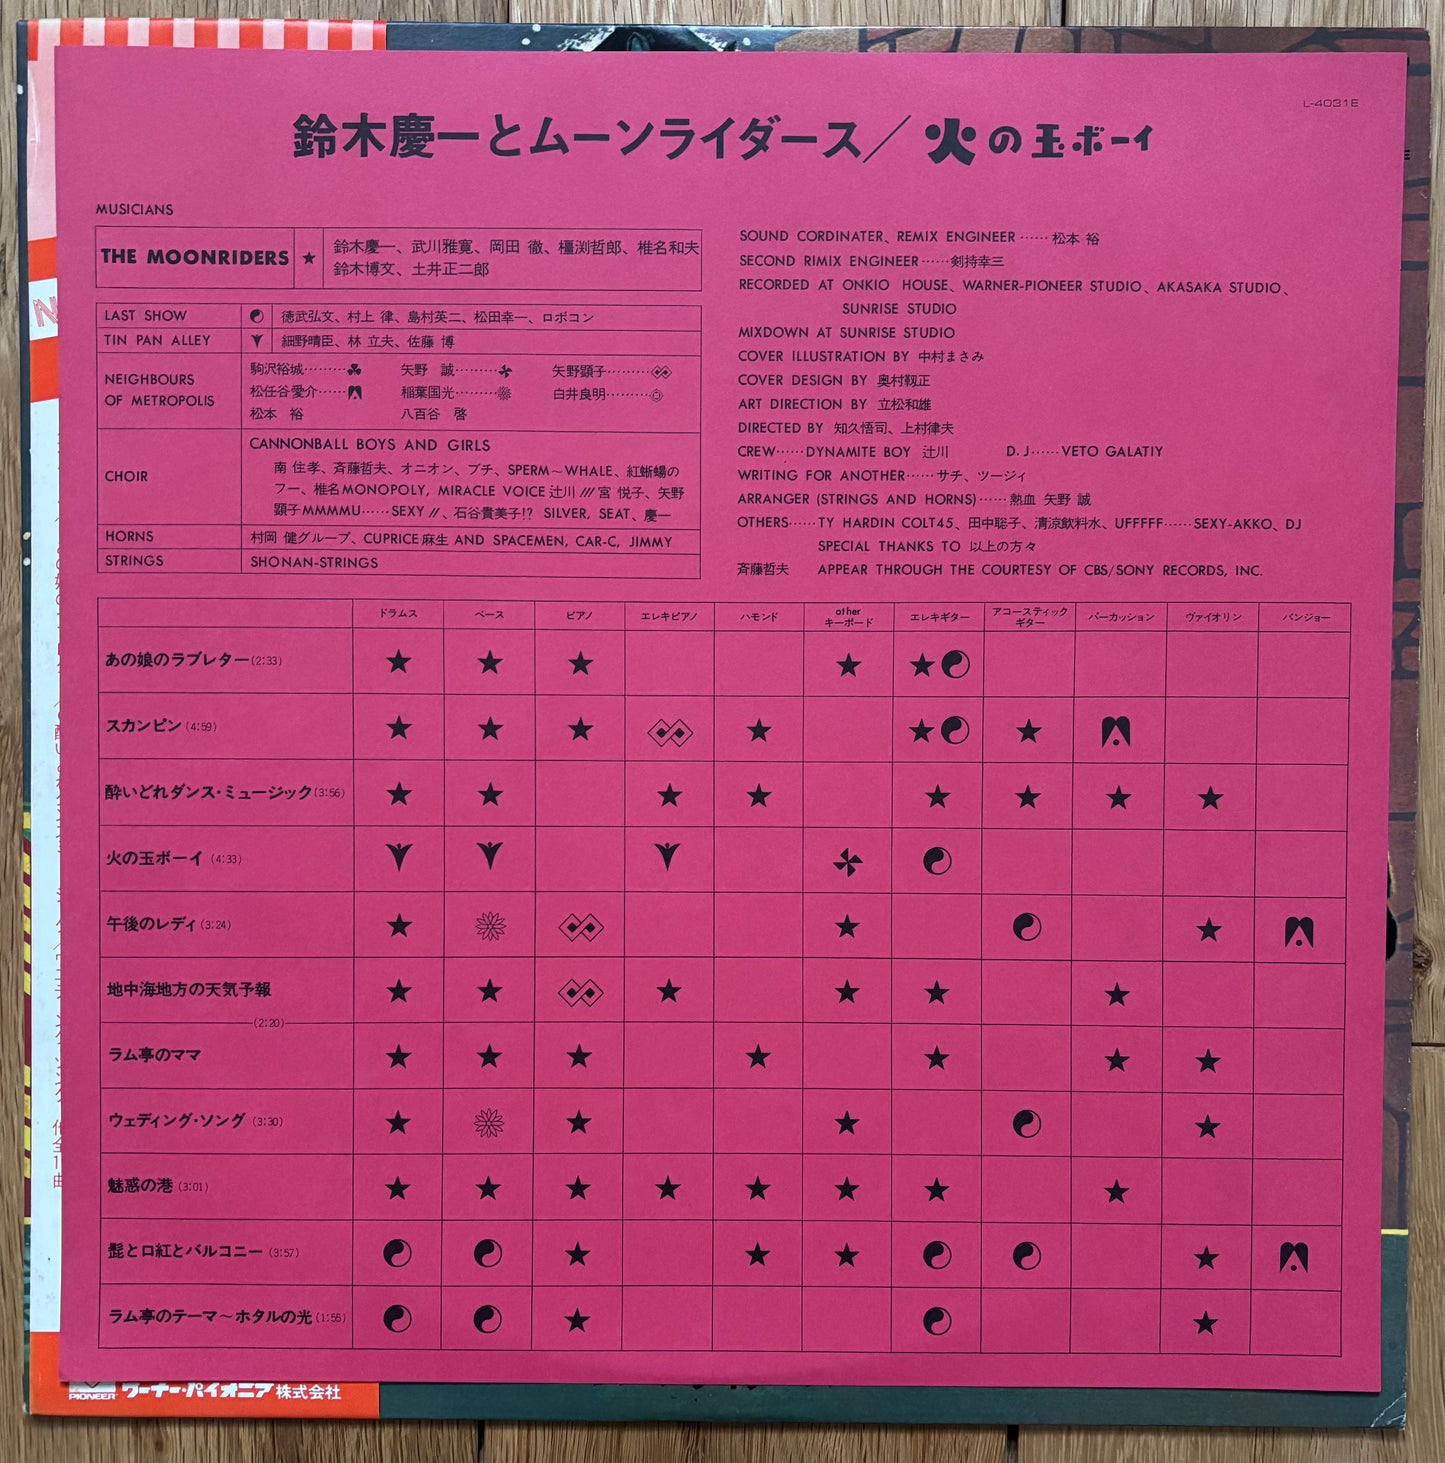 L-4031E
鈴木慶一とムーンライダース／火の玉ボーイ
MUSICIANS
THE MOONRIDERS ★ 鈴木慶一、武川雅寛、岡田 徹、橿渕哲郎、椎名和夫
鈴木博文、土井正二郎
LAST SHOW ☯ 徳武弘文、村上 律、島村英二、松田幸一、ロボコン
TIN PAN ALLEY 細野晴臣、林 立夫、佐藤 博
NEIGHBOURS
OF METROPOLIS
駒沢裕城………
矢野 誠………
矢野顕子………
松任谷愛介……
稲葉国光………
白井良明………
松本 裕
八百谷 啓
CHOIR
CANNONBALL BOYS AND GIRLS
南 住孝、斉藤哲夫、オニオン、ブチ、SPERM〜WHALE、紅蜥蜴の
フー、椎名MONOPOLY, MIRACLE VOICE 辻川 /// 宮 悦子、矢野
顕子MMMMU……SEXY //、石谷貴美子!? SILVER, SEAT、慶一
HORNS 村岡 健グループ、CUPRICE 麻生 AND SPACEMEN, CAR-C, JIMMY
STRINGS SHONAN-STRINGS
SOUND CORDINATER、REMIX ENGINEER……松本 裕
SECOND RIMIX ENGINEER……剣持幸三
RECORDED AT ONKIO HOUSE、WARNER-PIONEER STUDIO、AKASAKA STUDIO、
SUNRISE STUDIO
MIXDOWN AT SUNRISE STUDIO
COVER ILLUSTRATION BY 中村まさみ
COVER DESIGN BY 奥村靫正
ART DIRECTION BY 立松和雄
DIRECTED BY 知久悟司、上村律夫
CREW……DYNAMITE BOY 辻川 D.J……VETO GALATIY
WRITING FOR ANOTHER……サチ、ツージィ
ARRANGER (STRINGS AND HORNS)……熱血 矢野 誠
OTHERS……TY HARDIN COLT45、田中聡子、清涼飲料水、UFFFFF……SEXY-AKKO、DJ
SPECIAL THANKS TO 以上の方々
斉藤哲夫 APPEAR THROUGH THE COURTESY OF CBS/SONY RECORDS, INC.
ドラムス ベース ピアノ エレキピアノ ハモンド other キーボード エレキギター アコースティックギター パーカッション ヴァイオリン バンジョー
あの娘のラブレター(2:33) ★ ★ ★ ★ ★☯
スカンピン(4:59) ★ ★ ★ ★ ★☯ ★
酔いどれダンス・ミュージック(3:56) ★ ★ ★ ★ ★ ★ ★ ★
火の玉ボーイ(4:33) ☯
午後のレディ(3:24) ★ ★ ☯ ★
地中海地方の天気予報 ★ ★ ★ ★ ★ ★
(2:20)
ラム亭のママ ★ ★ ★ ★ ★ ★ ★
ウェディング・ソング(3:30) ★ ★ ★ ☯ ★
魅惑の港(3:01) ★ ★ ★ ★ ★ ★ ★ ★
髭と口紅とバルコニー(3:57) ☯ ☯ ★ ★ ★ ☯ ☯ ★
ラム亭のテーマ〜ホタルの光(1:55) ☯ ☯ ★ ☯ ★
PIONEER ワーナー・パイオニア株式会社